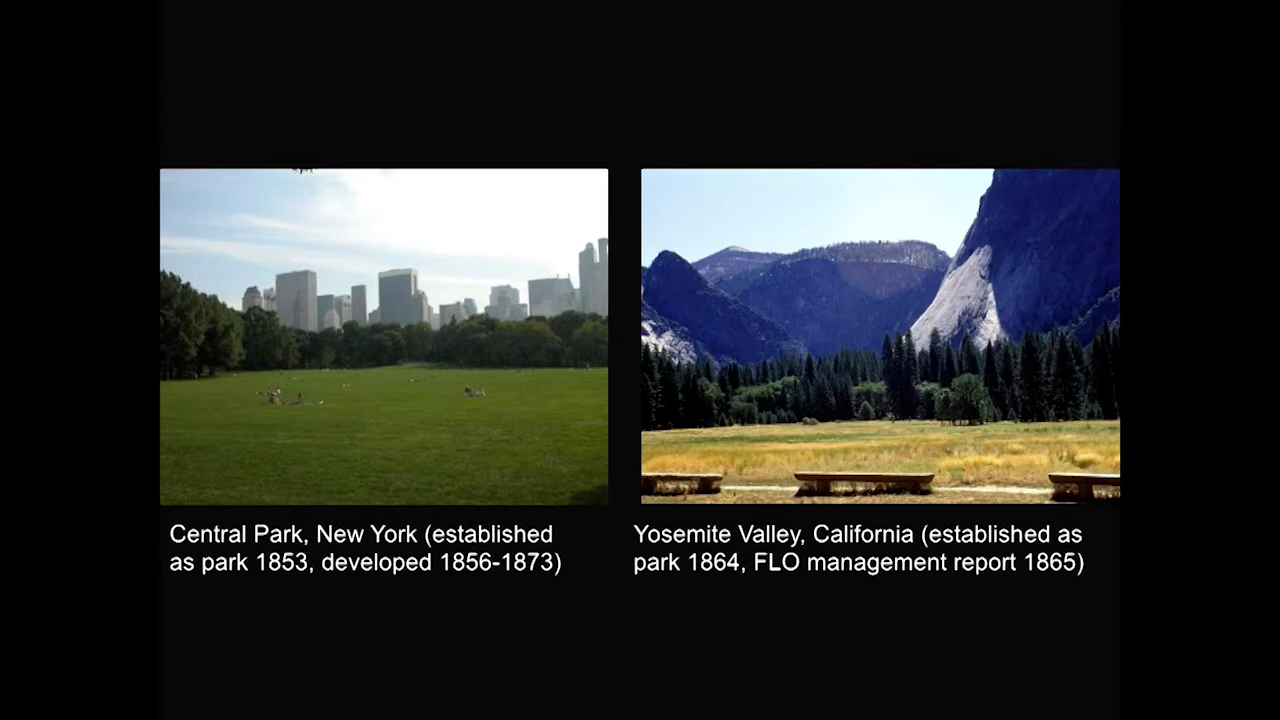 Central Park, New York (established
as park 1853, developed 1856-1873)
Yosemite Valley, California (established as
park 1864, FLO management report 1865)